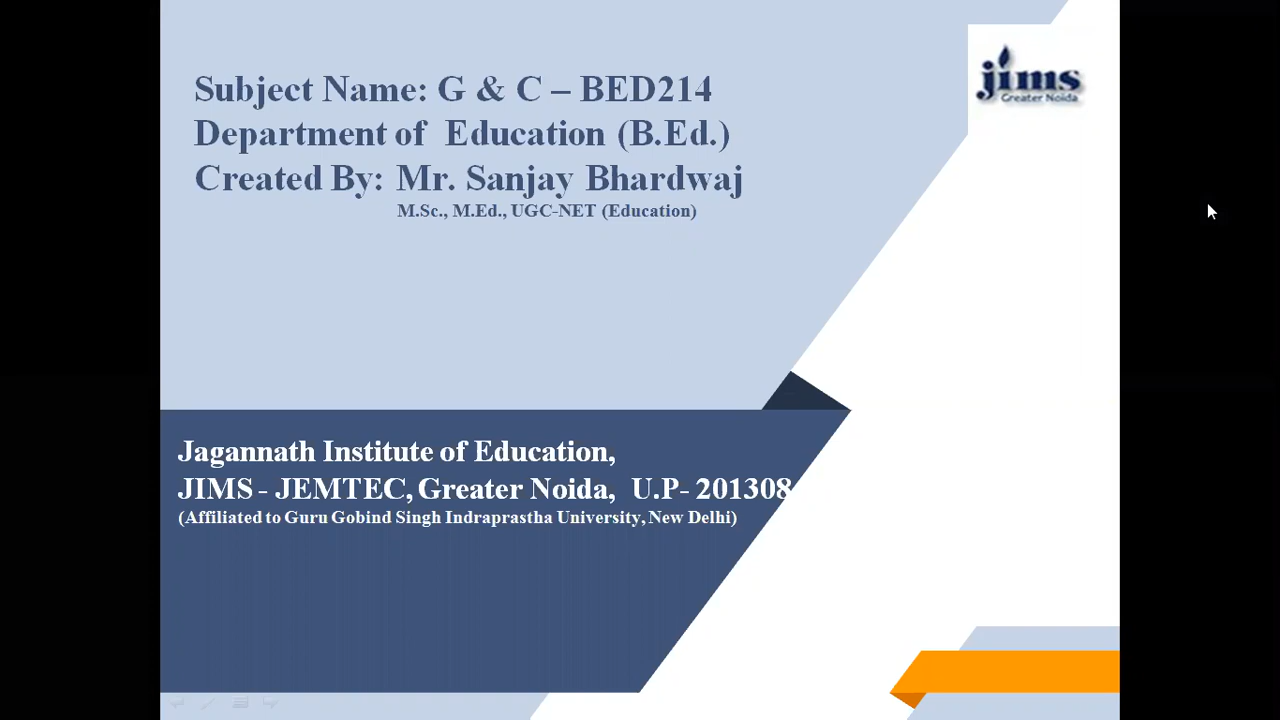 jims
Greater Noida
Subject Name: G & C – BED214
Department of Education (B.Ed.)
Created By: Mr. Sanjay Bhardwaj
M.Sc., M.Ed., UGC-NET (Education)
Jagannath Institute of Education,
JIMS - JEMTEC, Greater Noida, U.P- 201308
(Affiliated to Guru Gobind Singh Indraprastha University, New Delhi)